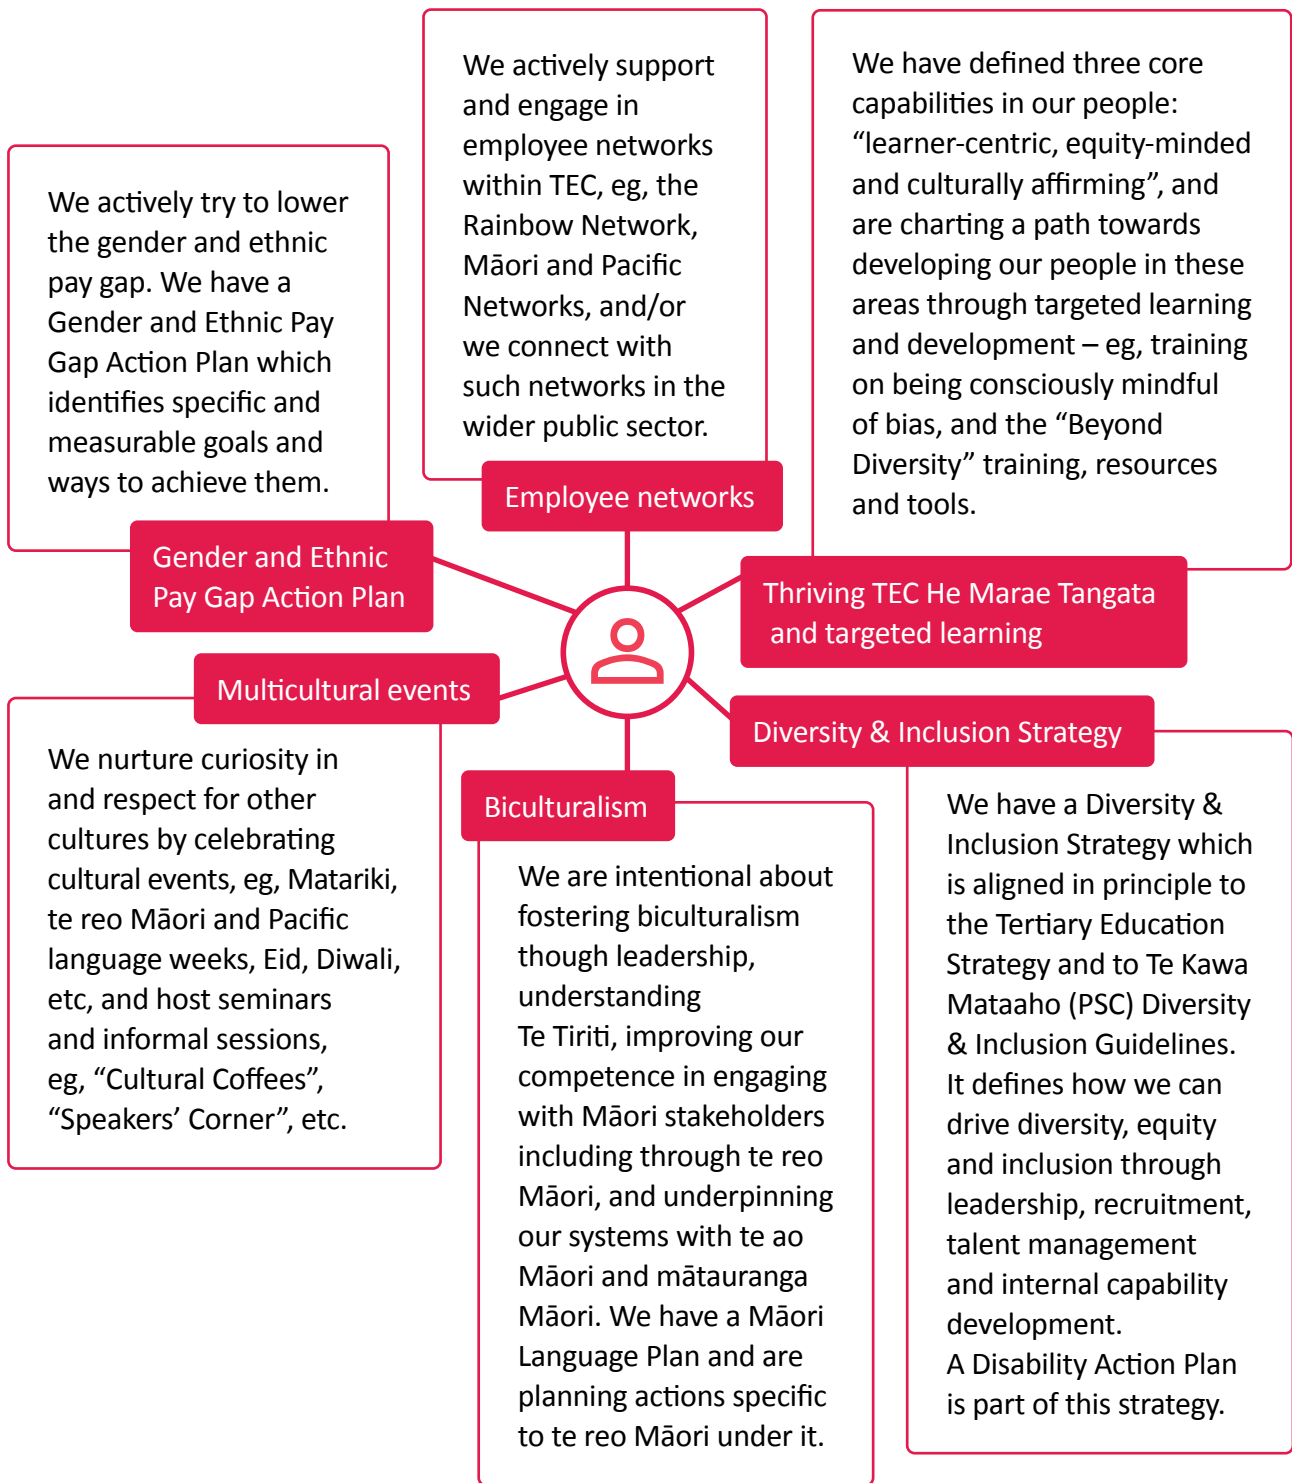 We actively try to lower
the gender and ethnic
pay gap. We have a
Gender and Ethnic Pay
Gap Action Plan which
identifies specific and
measurable goals and
ways to achieve them.
Gender and Ethnic
Pay Gap Action Plan
We actively support
and engage in
employee networks
within TEC, eg, the
Rainbow Network,
Māori and Pacific
Networks, and/or
we connect with
such networks in the
wider public sector.
Employee networks
We have defined three core
capabilities in our people:
“learner-centric, equity-minded
and culturally affirming”, and
are charting a path towards
developing our people in these
areas through targeted learning
and development – eg, training
on being consciously mindful
of bias, and the “Beyond
Diversity” training, resources
and tools.
Thriving TEC He Marae Tangata
and targeted learning
Multicultural events
We nurture curiosity in
and respect for other
cultures by celebrating
cultural events, eg, Matariki,
te reo Māori and Pacific
language weeks, Eid, Diwali,
etc, and host seminars
and informal sessions,
eg, “Cultural Coffees”,
“Speakers’ Corner”, etc.
Biculturalism
We are intentional about
fostering biculturalism
though leadership,
understanding
Te Tiriti, improving our
competence in engaging
with Māori stakeholders
including through te reo
Māori, and underpinning
our systems with te ao
Māori and mātauranga
Māori. We have a Māori
Language Plan and are
planning actions specific
to te reo Māori under it.
Diversity & Inclusion Strategy
We have a Diversity &
Inclusion Strategy which
is aligned in principle to
the Tertiary Education
Strategy and to Te Kawa
Mataaho (PSC) Diversity
& Inclusion Guidelines.
It defines how we can
drive diversity, equity
and inclusion through
leadership, recruitment,
talent management
and internal capability
development.
A Disability Action Plan
is part of this strategy.